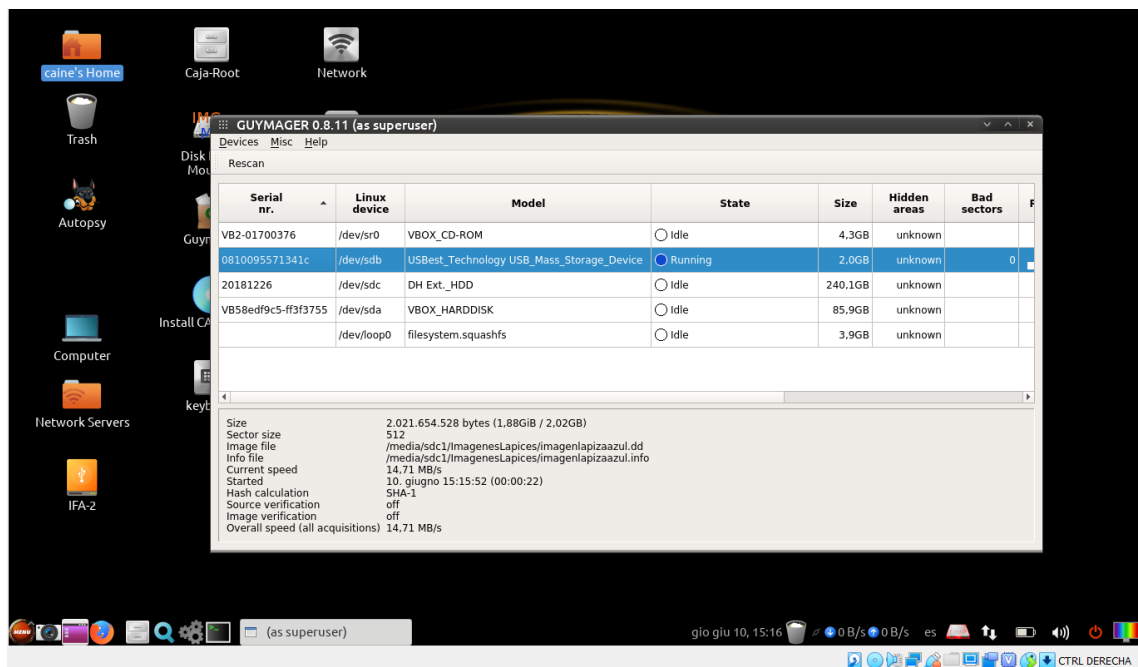 caine's Home
Caja-Root
Network
Trash
Disk
Mou
Autopsy
Guym
Install CA
Computer
keyb
Network Servers
IFA-2
GUYMAGER 0.8.11 (as superuser)
Devices Misc Help
Rescan
Serial nr. Linux device Model State Size Hidden areas Bad sectors
VB2-01700376 /dev/sr0 VBOX_CD-ROM Idle 4,3GB unknown
0810095571341c /dev/sdb USBest_Technology USB_Mass_Storage_Device Running 2,0GB unknown 0
20181226 /dev/sdc DH Ext._HDD Idle 240,1GB unknown
VB58edf9c5-ff3f3755 /dev/sda VBOX_HARDDISK Idle 85,9GB unknown
/dev/loop0 filesystem.squashfs Idle 3,9GB unknown
Size 2.021.654.528 bytes (1,88GiB / 2,02GB)
Sector size 512
Image file /media/sdc1/ImagenesLapices/imagenlapizaazul.dd
Info file /media/sdc1/ImagenesLapices/imagenlapizaazul.info
Current speed 14,71 MB/s
Started 10. giugno 15:15:52 (00:00:22)
Hash calculation SHA-1
Source verification off
Image verification off
Overall speed (all acquisitions) 14,71 MB/s
MENU
(as superuser)
gio giu 10, 15:16 0 B/s 0 B/s es
CTRL DERECHA